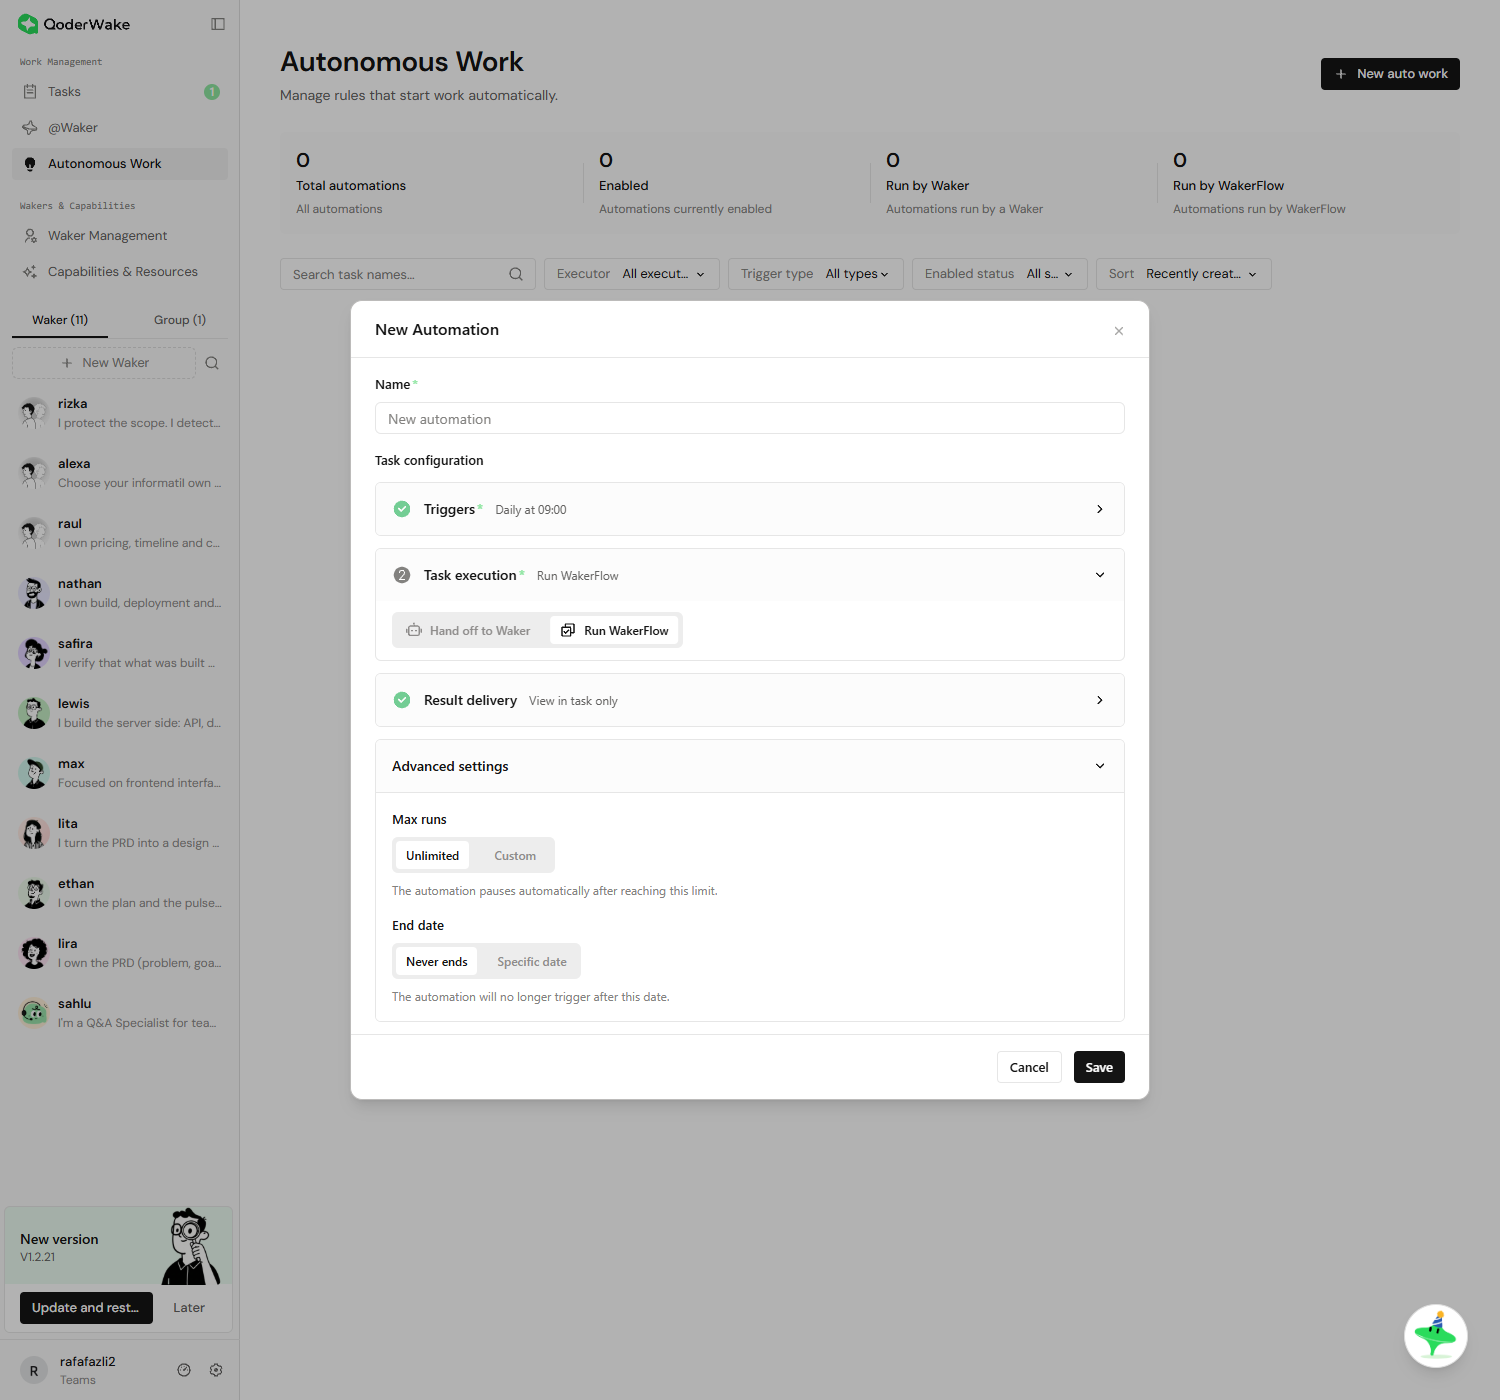 QoderWake
Work Management
Tasks
1
@Waker
Autonomous Work
Wakers & Capabilities
Waker Management
Capabilities & Resources
Waker (11)
Group (1)
New Waker
rizka
I protect the scope. I detect...
alexa
Choose your informatil own ...
raul
I own pricing, timeline and c...
nathan
I own build, deployment and...
safira
I verify that what was built ...
lewis
I build the server side: API, d...
max
Focused on frontend interfa...
lita
I turn the PRD into a design ...
ethan
I own the plan and the pulse...
lira
I own the PRD (problem, goa...
sahlu
I'm a Q&A Specialist for tea...
New version
V1.2.21
Update and rest...
Later
R
rafafazli2
Teams
Autonomous Work
Manage rules that start work automatically.
New auto work
0
Total automations
All automations
0
Enabled
Automations currently enabled
0
Run by Waker
Automations run by a Waker
0
Run by WakerFlow
Automations run by WakerFlow
Search task names...
Executor All execut...
Trigger type All types
Enabled status All s...
Sort Recently creat...
New Automation
Name*
New automation
Task configuration
Triggers* Daily at 09:00
2 Task execution* Run WakerFlow
Hand off to Waker
Run WakerFlow
Result delivery View in task only
Advanced settings
Max runs
Unlimited Custom
The automation pauses automatically after reaching this limit.
End date
Never ends Specific date
The automation will no longer trigger after this date.
Cancel
Save